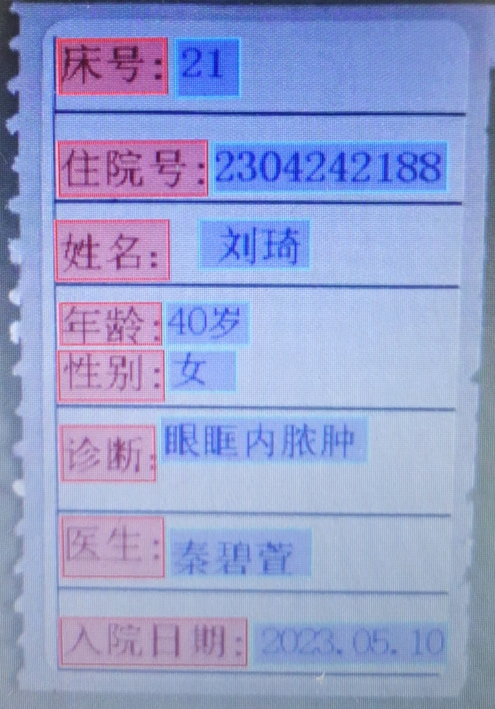 床号: 21
住院号: 2304242188
姓名: 刘琦
年龄: 40岁
性别: 女
诊断: 眼眶内脓肿
医生: 秦碧萱
入院日期: 2023.05.10